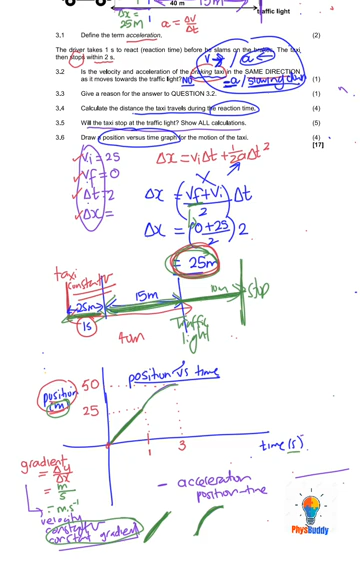 15m
Δx = 25m
40 m
a = Δv/Δt
traffic light
3.1 Define the term acceleration. (2)
The driver takes 1 s to react (reaction time) before he slams on the brakes. The taxi
then stops within 2 s.
v→ / a←
3.2 Is the velocity and acceleration of the braking taxi in the SAME DIRECTION
as it moves towards the traffic light? NO (1)
-a / slowing down
3.3 Give a reason for the answer to QUESTION 3.2. (1)
3.4 Calculate the distance the taxi travels during the reaction time. (4)
3.5 Will the taxi stop at the traffic light? Show ALL calculations. (5)
3.6 Draw a position versus time graph for the motion of the taxi. (4)
[17]
✓Vi = 25
✓Vf = 0
✓Δt = 2
✓Δx =
Δx = viΔt + 1/2aΔt²
Δx = (vf + vi / 2) Δt
Δx = (0+25 / 2) 2
= 25m
taxi
constant v
25m
1s
15m
40m
10m
stop
Traffic
light
position vs time
position
(m)
50
25
1
3
time (s)
gradient
= Δy/Δx
= m/s
= m.s⁻¹
velocity
constant v
constant gradient
- acceleration
position-time
PhysBuddy